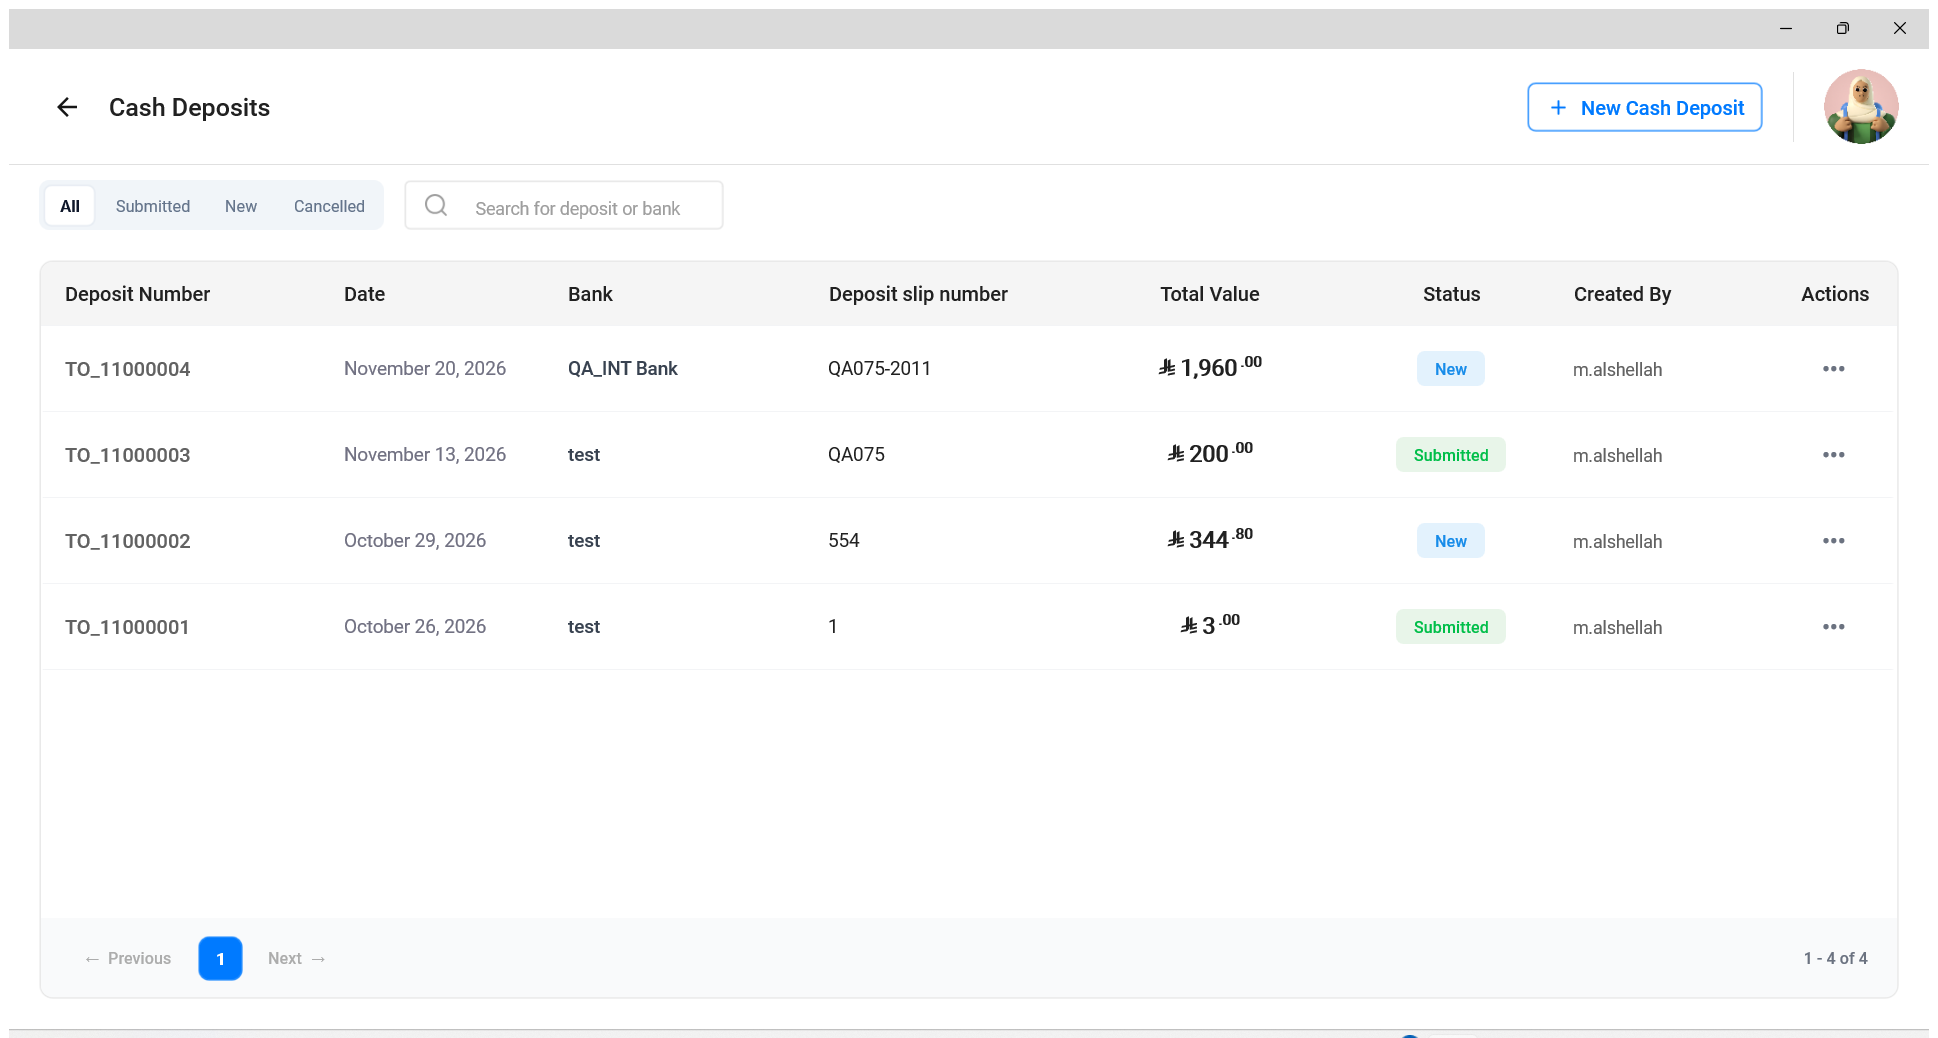 Cash Deposits
+ New Cash Deposit
All Submitted New Cancelled
Search for deposit or bank
Deposit Number Date Bank Deposit slip number Total Value Status Created By Actions
TO_11000004 November 20, 2026 QA_INT Bank QA075-2011 ⃁ 1,960.00 New m.alshellah •••
TO_11000003 November 13, 2026 test QA075 ⃁ 200.00 Submitted m.alshellah •••
TO_11000002 October 29, 2026 test 554 ⃁ 344.80 New m.alshellah •••
TO_11000001 October 26, 2026 test 1 ⃁ 3.00 Submitted m.alshellah •••
← Previous 1 Next → 1 - 4 of 4